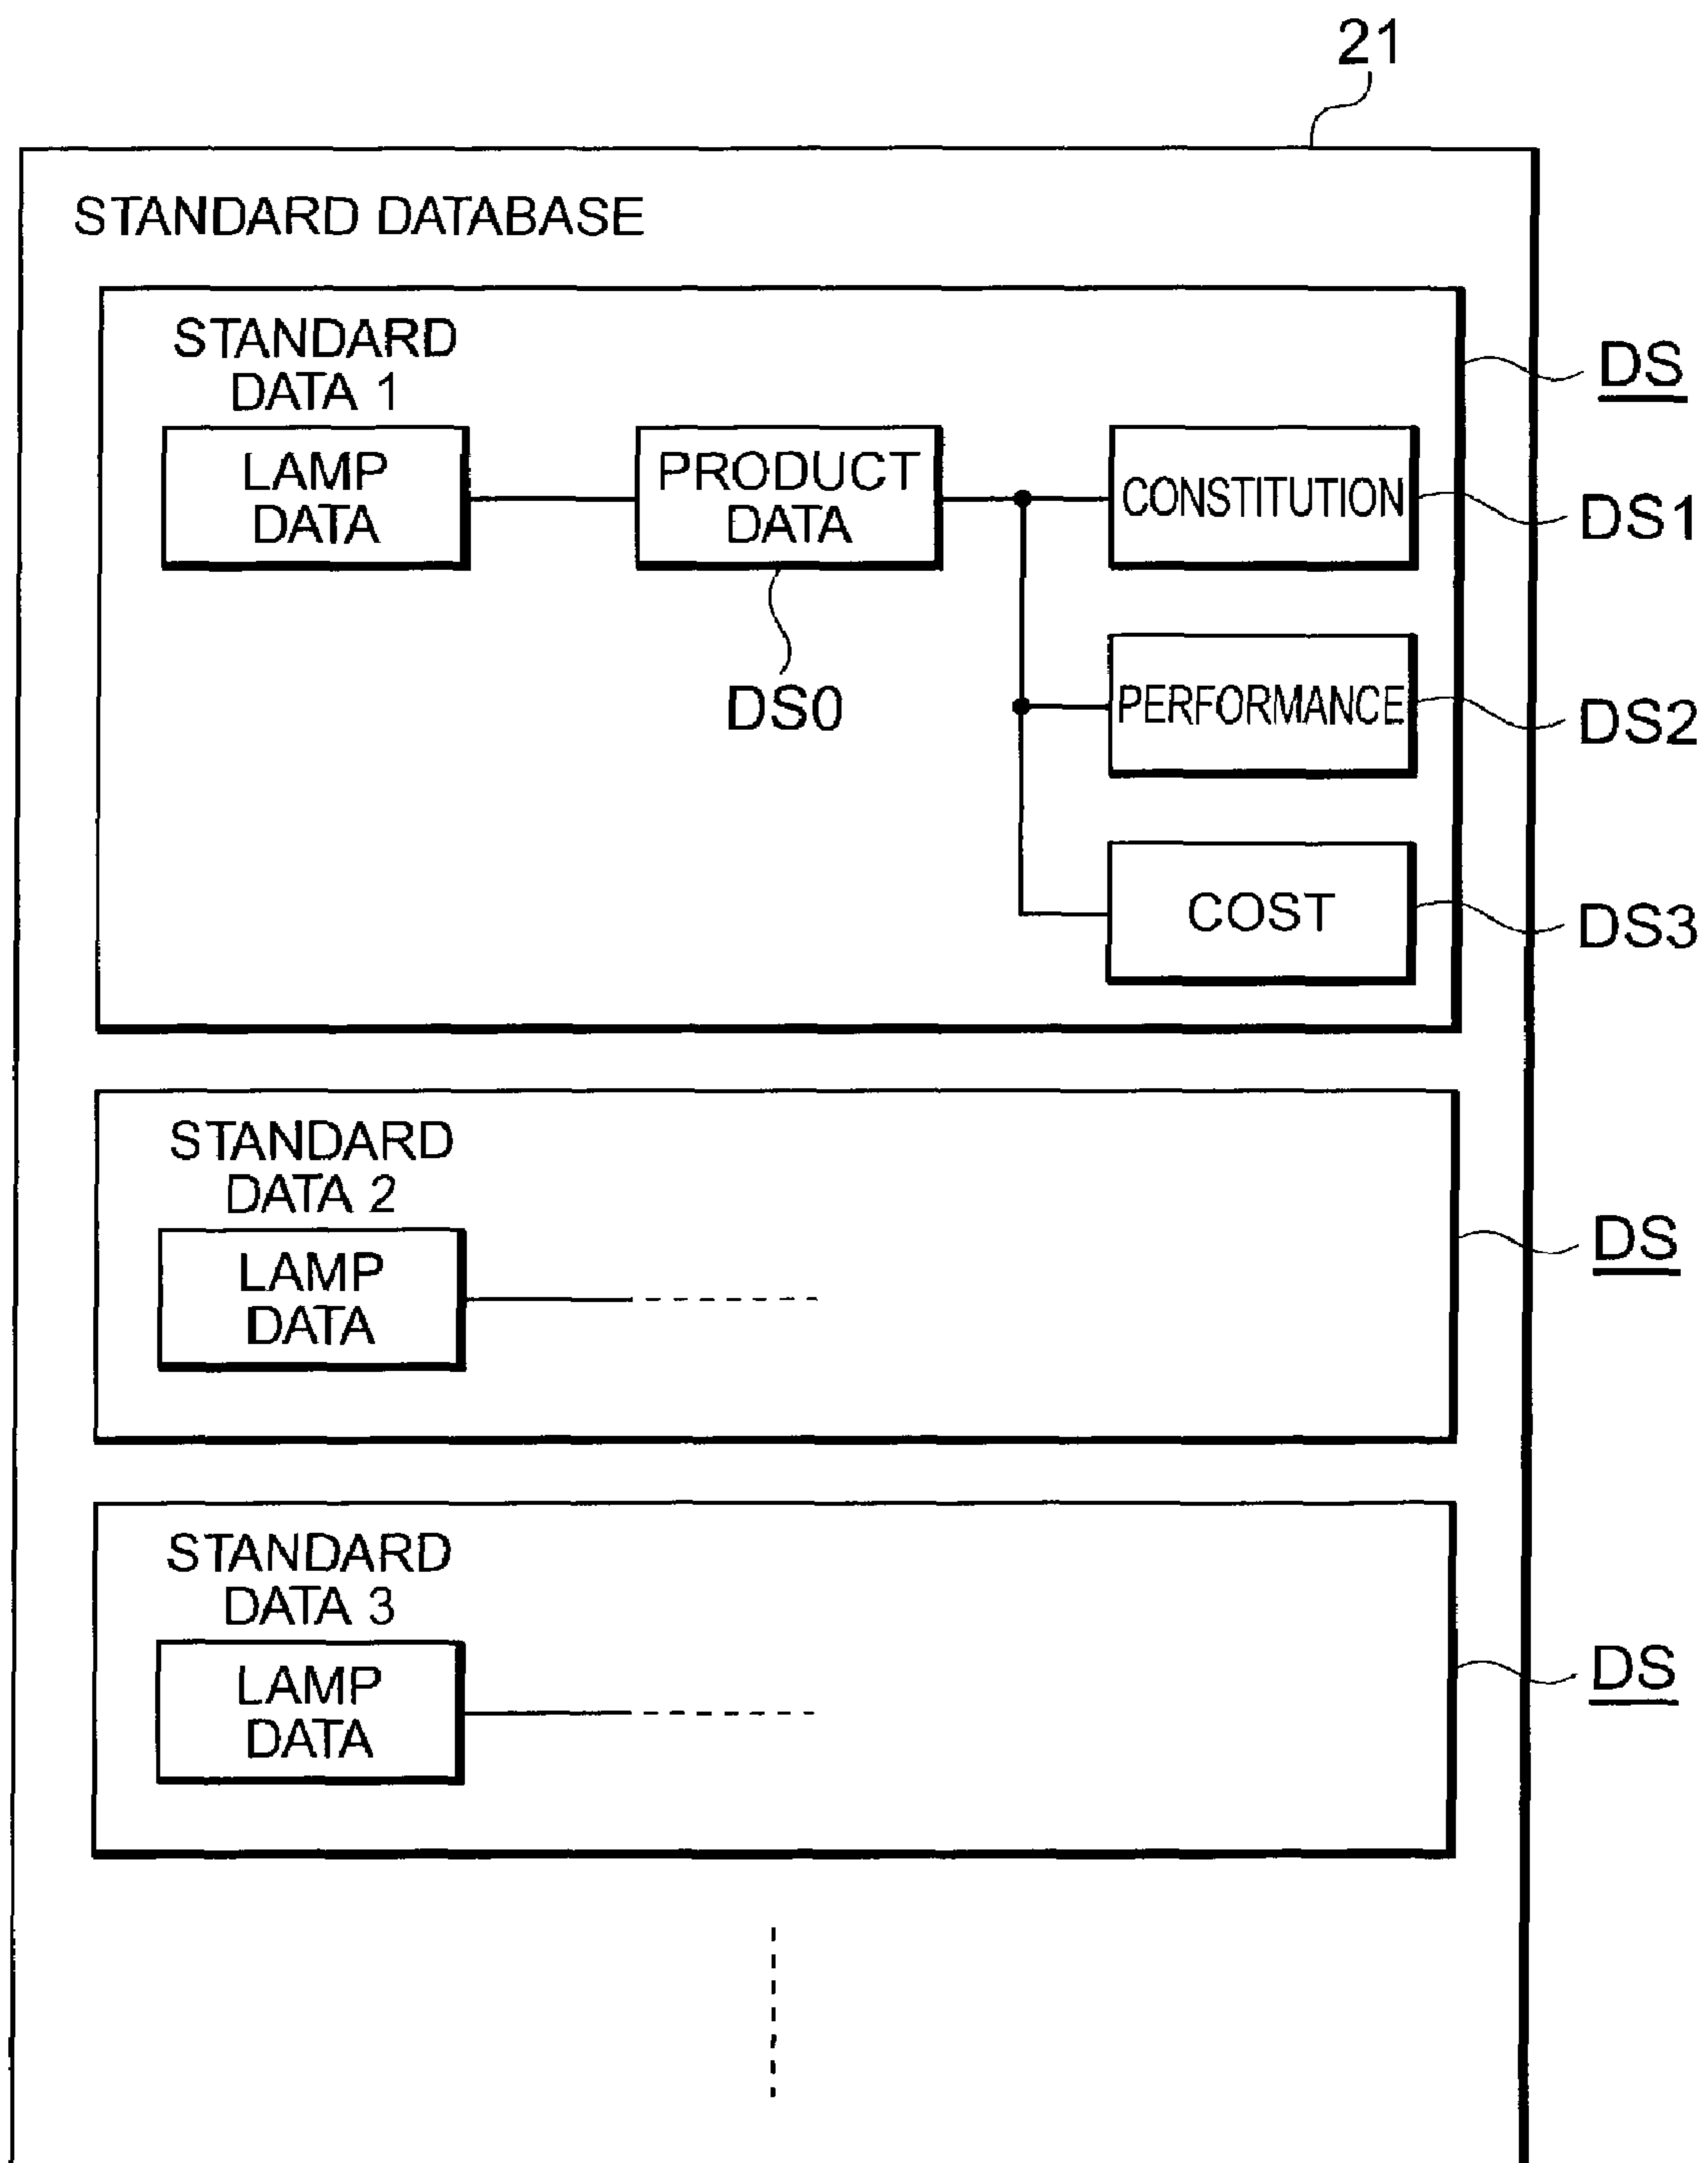 21
STANDARD DATABASE
STANDARD
DATA 1
DS
LAMP
DATA
PRODUCT
DATA
CONSTITUTION
DS1
DS0
PERFORMANCE
DS2
COST
DS3
STANDARD
DATA 2
LAMP
DATA
DS
STANDARD
DATA 3
LAMP
DATA
DS